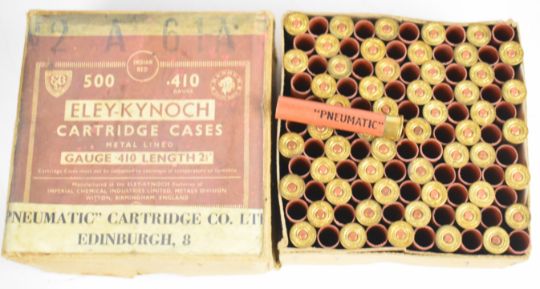 2 A 61A
INDIAN RED
500 .410
GAUGE
ELEY-KYNOCH
CARTRIDGE CASES
METAL LINED
GAUGE ·410 LENGTH 2½
Manufactured at the ELEY-KYNOCH Factories of
IMPERIAL CHEMICAL INDUSTRIES LIMITED, METALS DIVISION
WITTON, BIRMINGHAM, ENGLAND
PNEUMATIC" CARTRIDGE CO. LT
EDINBURGH, 8
"PNEUMATIC"